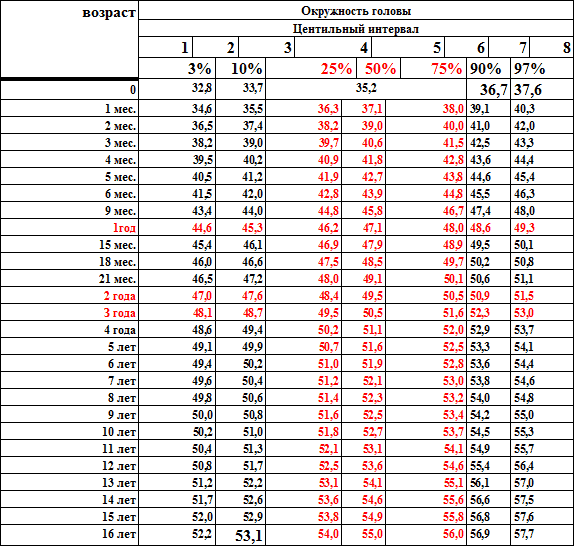 возраст Окружность головы
Центильный интервал
1 2 3 4 5 6 7 8
3% 10% 25% 50% 75% 90% 97%
0 32,8 33,7 35,2 36,7 37,6
1 мес. 34,6 35,5 36,3 37,1 38,0 39,1 40,3
2 мес. 36,5 37,4 38,2 39,0 40,0 41,0 42,0
3 мес. 38,2 39,0 39,7 40,6 41,5 42,5 43,3
4 мес. 39,5 40,2 40,9 41,8 42,8 43,6 44,4
5 мес. 40,5 41,2 41,9 42,7 43,8 44,6 45,4
6 мес. 41,5 42,0 42,8 43,9 44,8 45,5 46,3
9 мес. 43,4 44,0 44,8 45,8 46,7 47,4 48,0
1год 44,6 45,3 46,2 47,1 48,0 48,6 49,3
15 мес. 45,4 46,1 46,9 47,9 48,9 49,5 50,1
18 мес. 46,0 46,6 47,5 48,5 49,7 50,2 50,8
21 мес. 46,5 47,2 48,0 49,1 50,1 50,6 51,1
2 года 47,0 47,6 48,4 49,5 50,5 50,9 51,5
3 года 48,1 48,7 49,5 50,5 51,6 52,3 53,0
4 года 48,6 49,4 50,2 51,1 52,0 52,9 53,7
5 лет 49,1 49,9 50,7 51,6 52,5 53,3 54,1
6 лет 49,4 50,2 51,0 51,9 52,8 53,6 54,4
7 лет 49,6 50,4 51,2 52,1 53,0 53,8 54,6
8 лет 49,8 50,6 51,4 52,3 53,2 54,0 54,8
9 лет 50,0 50,8 51,6 52,5 53,4 54,2 55,0
10 лет 50,2 51,0 51,8 52,7 53,7 54,5 55,3
11 лет 50,4 51,3 52,1 53,1 54,1 54,9 55,7
12 лет 50,8 51,7 52,5 53,6 54,6 55,4 56,4
13 лет 51,2 52,2 53,1 54,1 55,1 56,1 57,0
14 лет 51,7 52,6 53,6 54,6 55,6 56,6 57,5
15 лет 52,0 52,9 53,8 54,9 55,8 56,8 57,6
16 лет 52,2 53,1 54,0 55,0 56,0 56,9 57,7